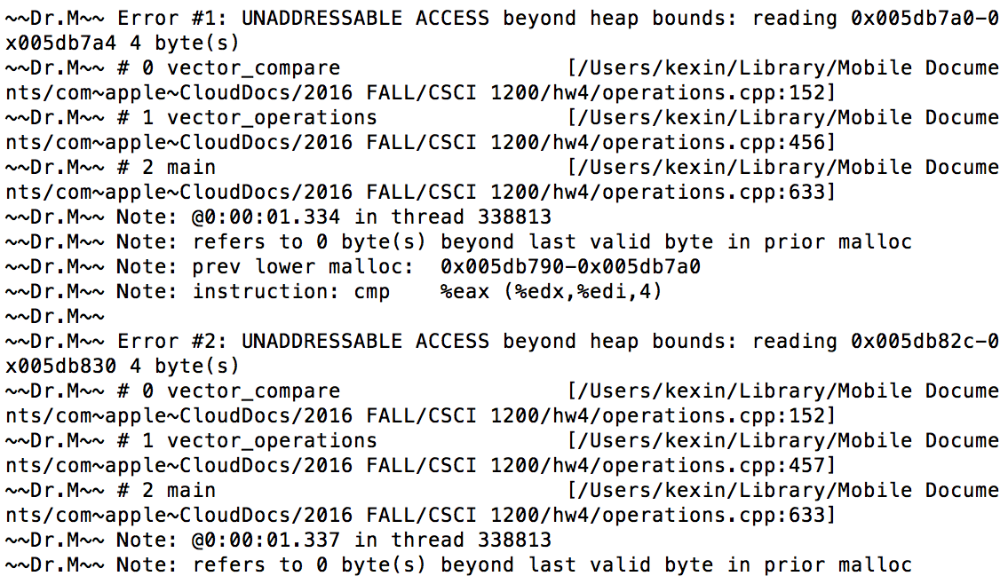 ~~Dr.M~~ Error #1: UNADDRESSABLE ACCESS beyond heap bounds: reading 0x005db7a0-0
x005db7a4 4 byte(s)
~~Dr.M~~ # 0 vector_compare                  [/Users/kexin/Library/Mobile Docume
nts/com~apple~CloudDocs/2016 FALL/CSCI 1200/hw4/operations.cpp:152]
~~Dr.M~~ # 1 vector_operations               [/Users/kexin/Library/Mobile Docume
nts/com~apple~CloudDocs/2016 FALL/CSCI 1200/hw4/operations.cpp:456]
~~Dr.M~~ # 2 main                            [/Users/kexin/Library/Mobile Docume
nts/com~apple~CloudDocs/2016 FALL/CSCI 1200/hw4/operations.cpp:633]
~~Dr.M~~ Note: @0:00:01.334 in thread 338813
~~Dr.M~~ Note: refers to 0 byte(s) beyond last valid byte in prior malloc
~~Dr.M~~ Note: prev lower malloc:  0x005db790-0x005db7a0
~~Dr.M~~ Note: instruction: cmp    %eax (%edx,%edi,4)
~~Dr.M~~
~~Dr.M~~ Error #2: UNADDRESSABLE ACCESS beyond heap bounds: reading 0x005db82c-0
x005db830 4 byte(s)
~~Dr.M~~ # 0 vector_compare                  [/Users/kexin/Library/Mobile Docume
nts/com~apple~CloudDocs/2016 FALL/CSCI 1200/hw4/operations.cpp:152]
~~Dr.M~~ # 1 vector_operations               [/Users/kexin/Library/Mobile Docume
nts/com~apple~CloudDocs/2016 FALL/CSCI 1200/hw4/operations.cpp:457]
~~Dr.M~~ # 2 main                            [/Users/kexin/Library/Mobile Docume
nts/com~apple~CloudDocs/2016 FALL/CSCI 1200/hw4/operations.cpp:633]
~~Dr.M~~ Note: @0:00:01.337 in thread 338813
~~Dr.M~~ Note: refers to 0 byte(s) beyond last valid byte in prior malloc